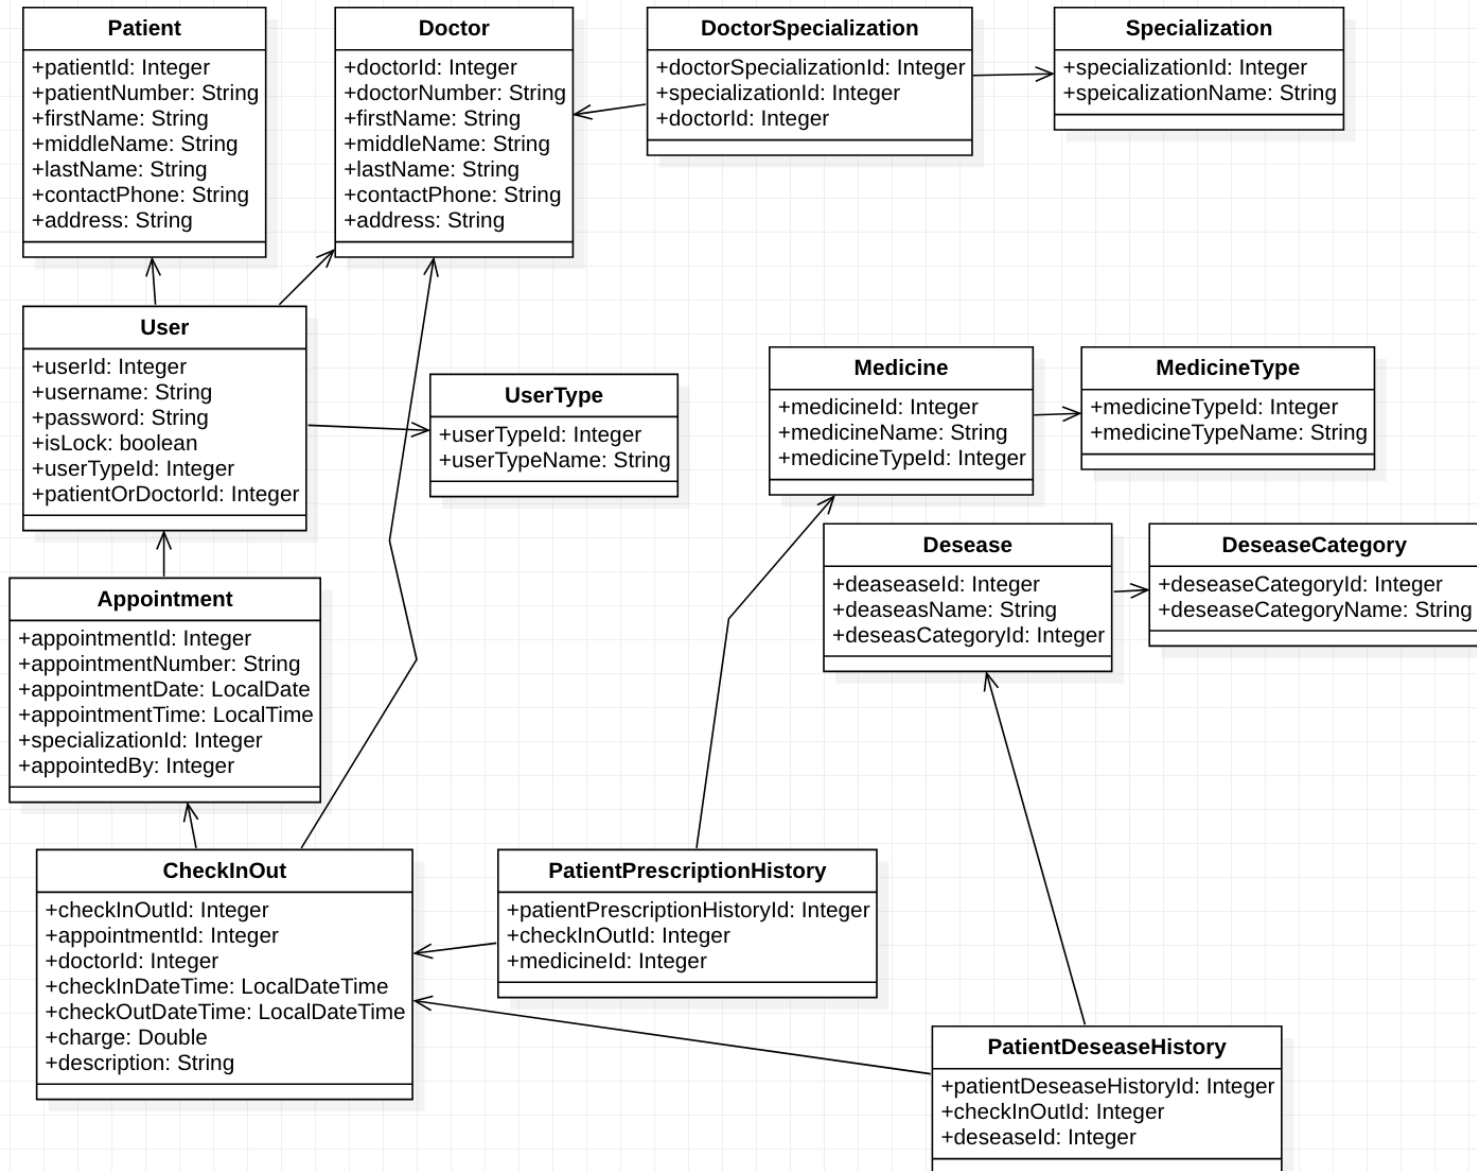 Patient
+patientId: Integer
+patientNumber: String
+firstName: String
+middleName: String
+lastName: String
+contactPhone: String
+address: String
Doctor
+doctorId: Integer
+doctorNumber: String
+firstName: String
+middleName: String
+lastName: String
+contactPhone: String
+address: String
DoctorSpecialization
+doctorSpecializationId: Integer
+specializationId: Integer
+doctorId: Integer
Specialization
+specializationId: Integer
+speicalizationName: String
User
+userId: Integer
+username: String
+password: String
+isLock: boolean
+userTypeId: Integer
+patientOrDoctorId: Integer
UserType
+userTypeId: Integer
+userTypeName: String
Medicine
+medicineId: Integer
+medicineName: String
+medicineTypeId: Integer
MedicineType
+medicineTypeId: Integer
+medicineTypeName: String
Desease
+deaseaseId: Integer
+deaseasName: String
+deseasCategoryId: Integer
DeseaseCategory
+deseaseCategoryId: Integer
+deseaseCategoryName: String
Appointment
+appointmentId: Integer
+appointmentNumber: String
+appointmentDate: LocalDate
+appointmentTime: LocalTime
+specializationId: Integer
+appointedBy: Integer
CheckInOut
+checkInOutId: Integer
+appointmentId: Integer
+doctorId: Integer
+checkInDateTime: LocalDateTime
+checkOutDateTime: LocalDateTime
+charge: Double
+description: String
PatientPrescriptionHistory
+patientPrescriptionHistoryId: Integer
+checkInOutId: Integer
+medicineId: Integer
PatientDeseaseHistory
+patientDeseaseHistoryId: Integer
+checkInOutId: Integer
+deseaseId: Integer